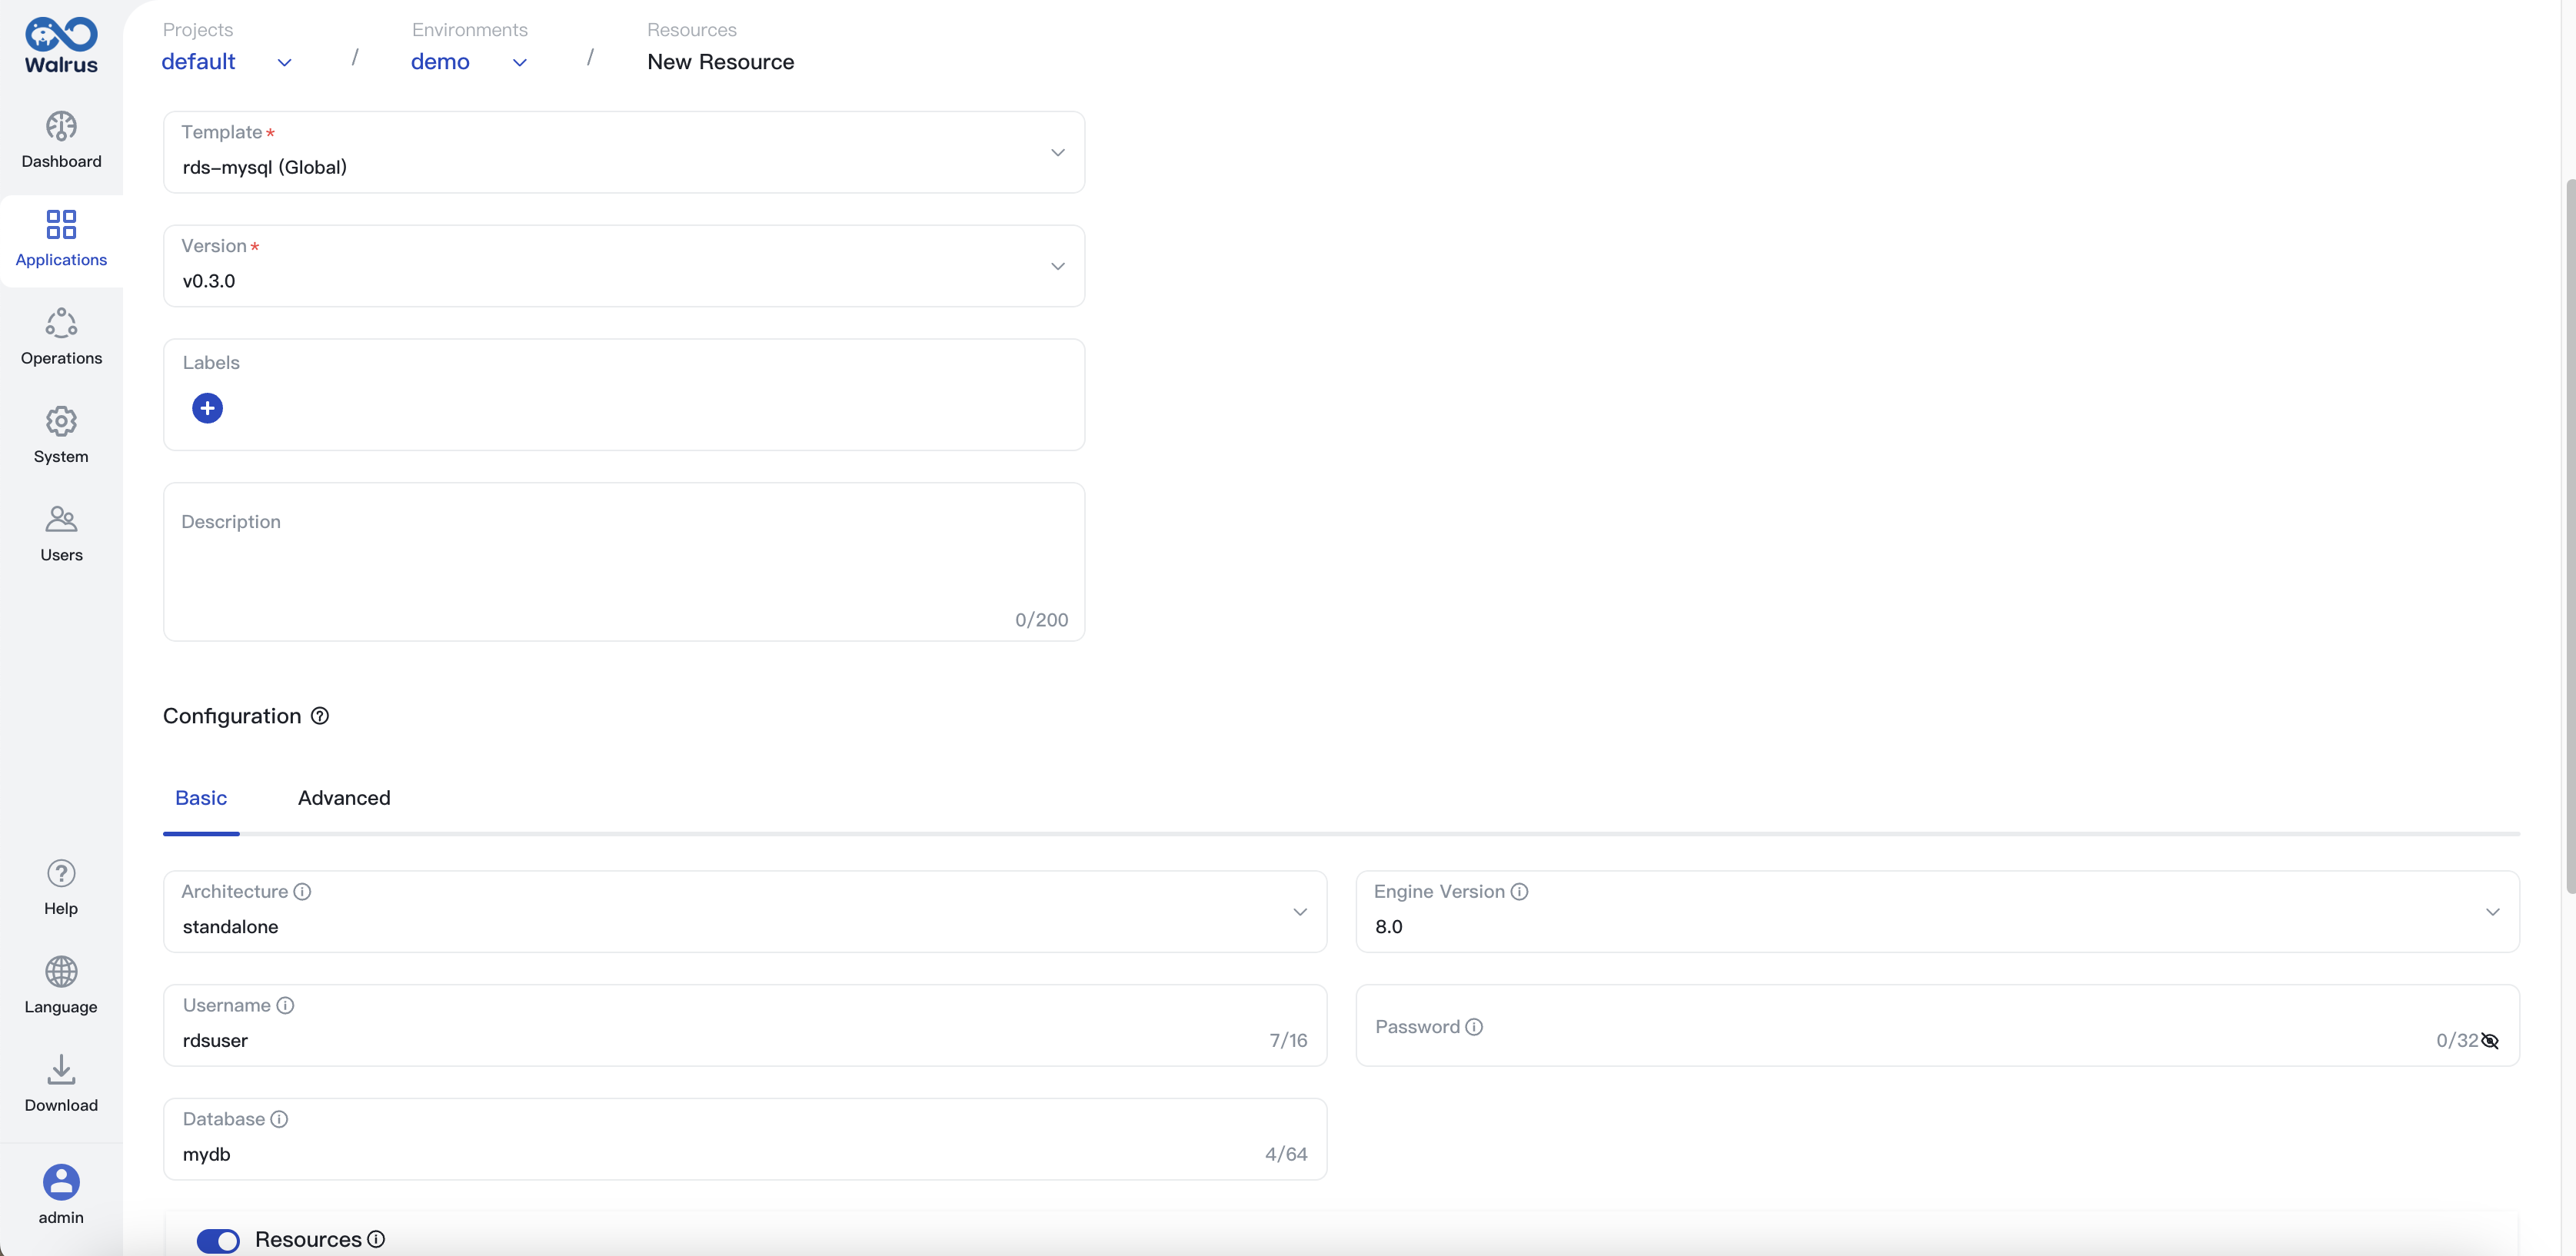 Walrus
Dashboard
Applications
Operations
System
Users
Help
Language
Download
admin
Projects
default
/
Environments
demo
/
Resources
New Resource
Template *
rds-mysql (Global)
Version *
v0.3.0
Labels
Description
0/200
Configuration
Basic
Advanced
Architecture
standalone
Engine Version
8.0
Username
rdsuser
7/16
Password
0/32
Database
mydb
4/64
Resources